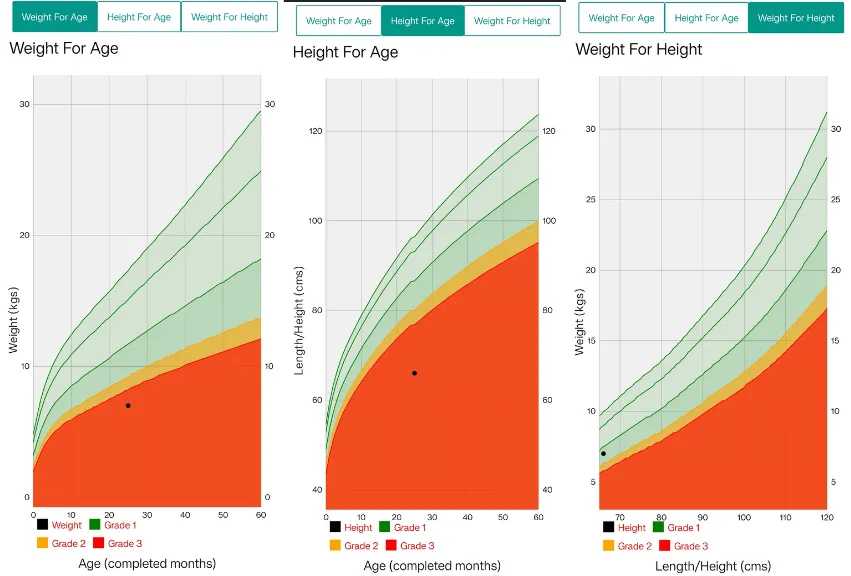 Weight For Age Height For Age Weight For Height
Weight For Age
30 30
20 20
10 10
0 0
0 10 20 30 40 50 60
Weight (kgs)
Weight Grade 1
Grade 2 Grade 3
Age (completed months)
Weight For Age Height For Age Weight For Height
Height For Age
120 120
100 100
80 80
60 60
40 40
0 10 20 30 40 50 60
Length/Height (cms)
Height Grade 1
Grade 2 Grade 3
Age (completed months)
Weight For Age Height For Age Weight For Height
Weight For Height
30 30
25 25
20 20
15 15
10 10
5 5
70 80 90 100 110 120
Weight (kgs)
Height Grade 1
Grade 2 Grade 3
Length/Height (cms)